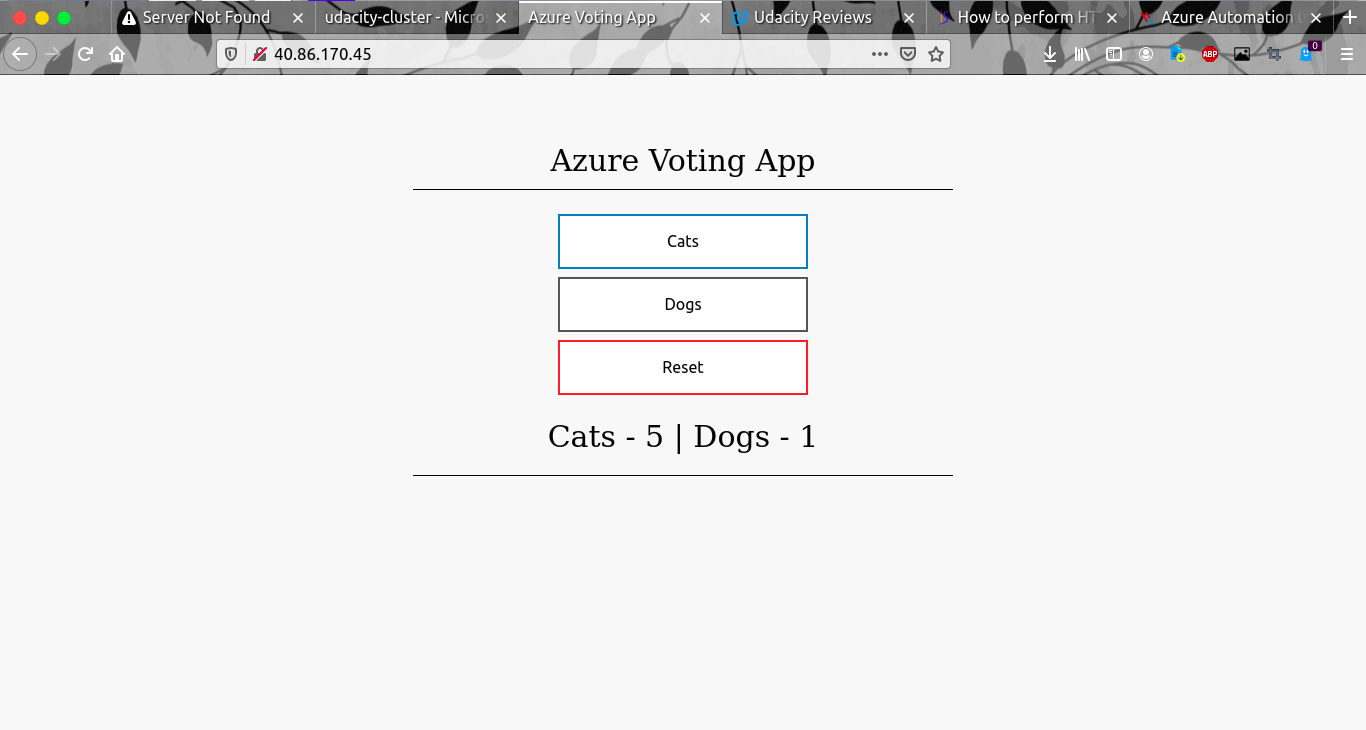 Server Not Found
udacity-cluster - Micro
Azure Voting App
Udacity Reviews
How to perform HT
Azure Automation
40.86.170.45
ABP
0
Azure Voting App
Cats
Dogs
Reset
Cats - 5 | Dogs - 1